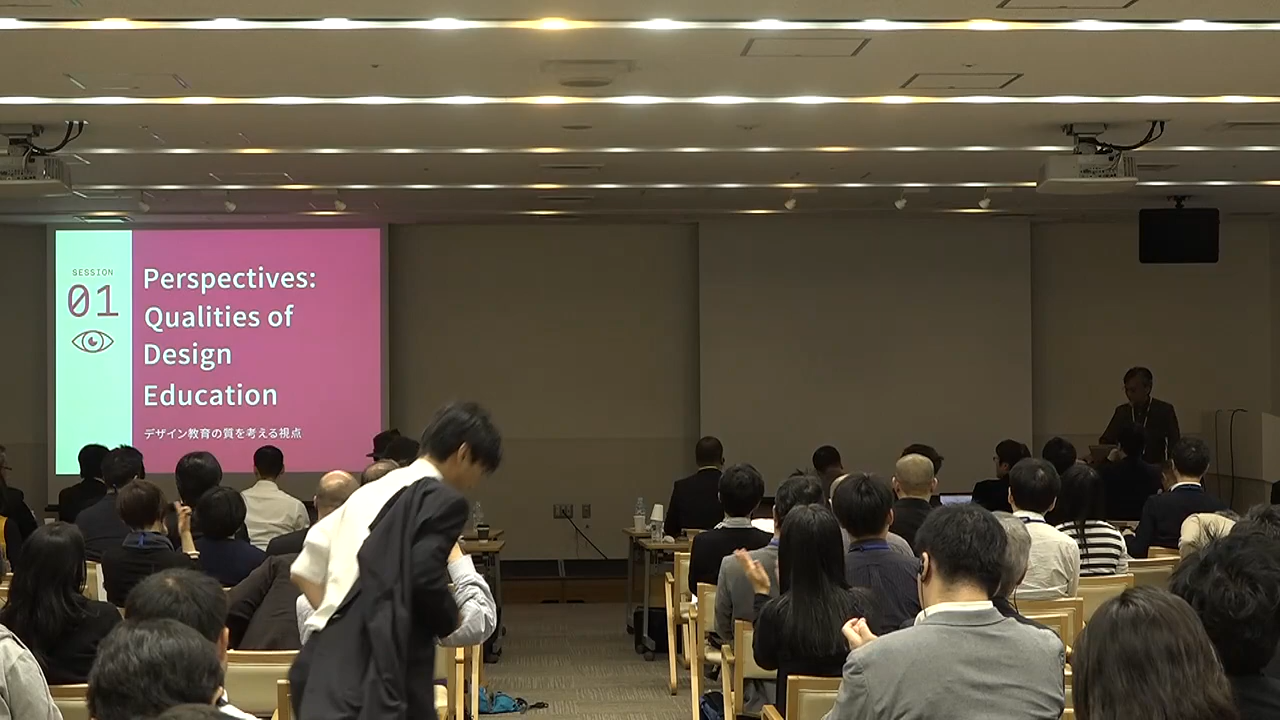 SESSION
01
Perspectives:
Qualities of
Design
Education
デザイン教育の質を考える視点